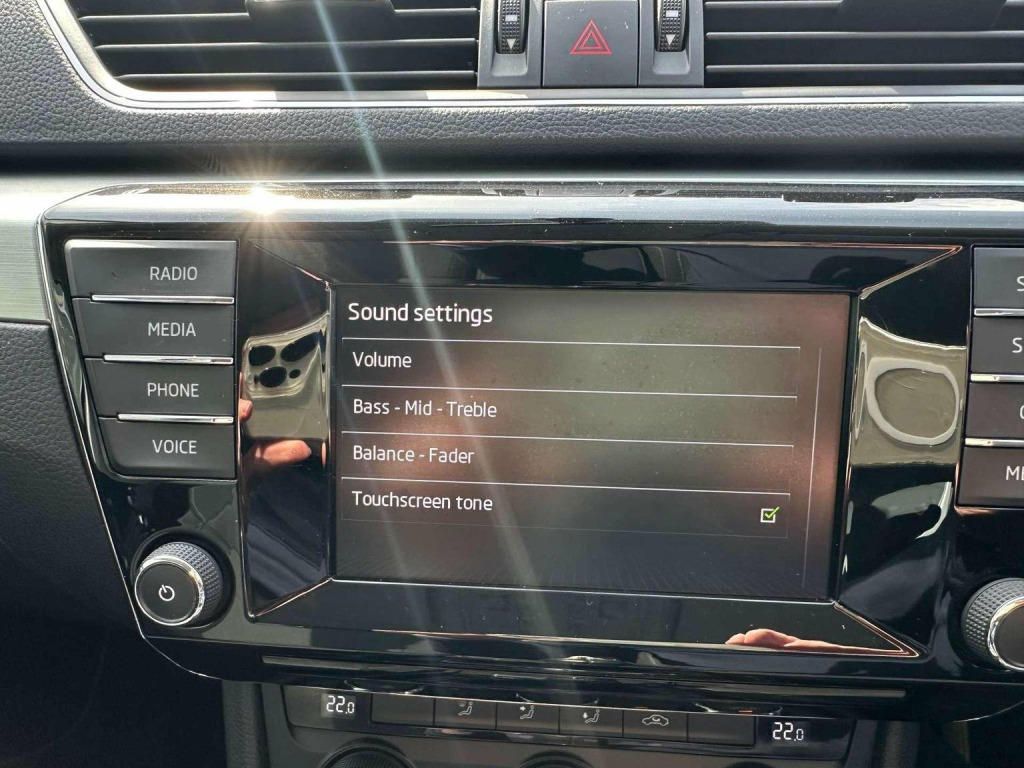 RADIO
MEDIA
PHONE
VOICE
Sound settings
Volume
Bass - Mid - Treble
Balance - Fader
Touchscreen tone
22.0
22.0